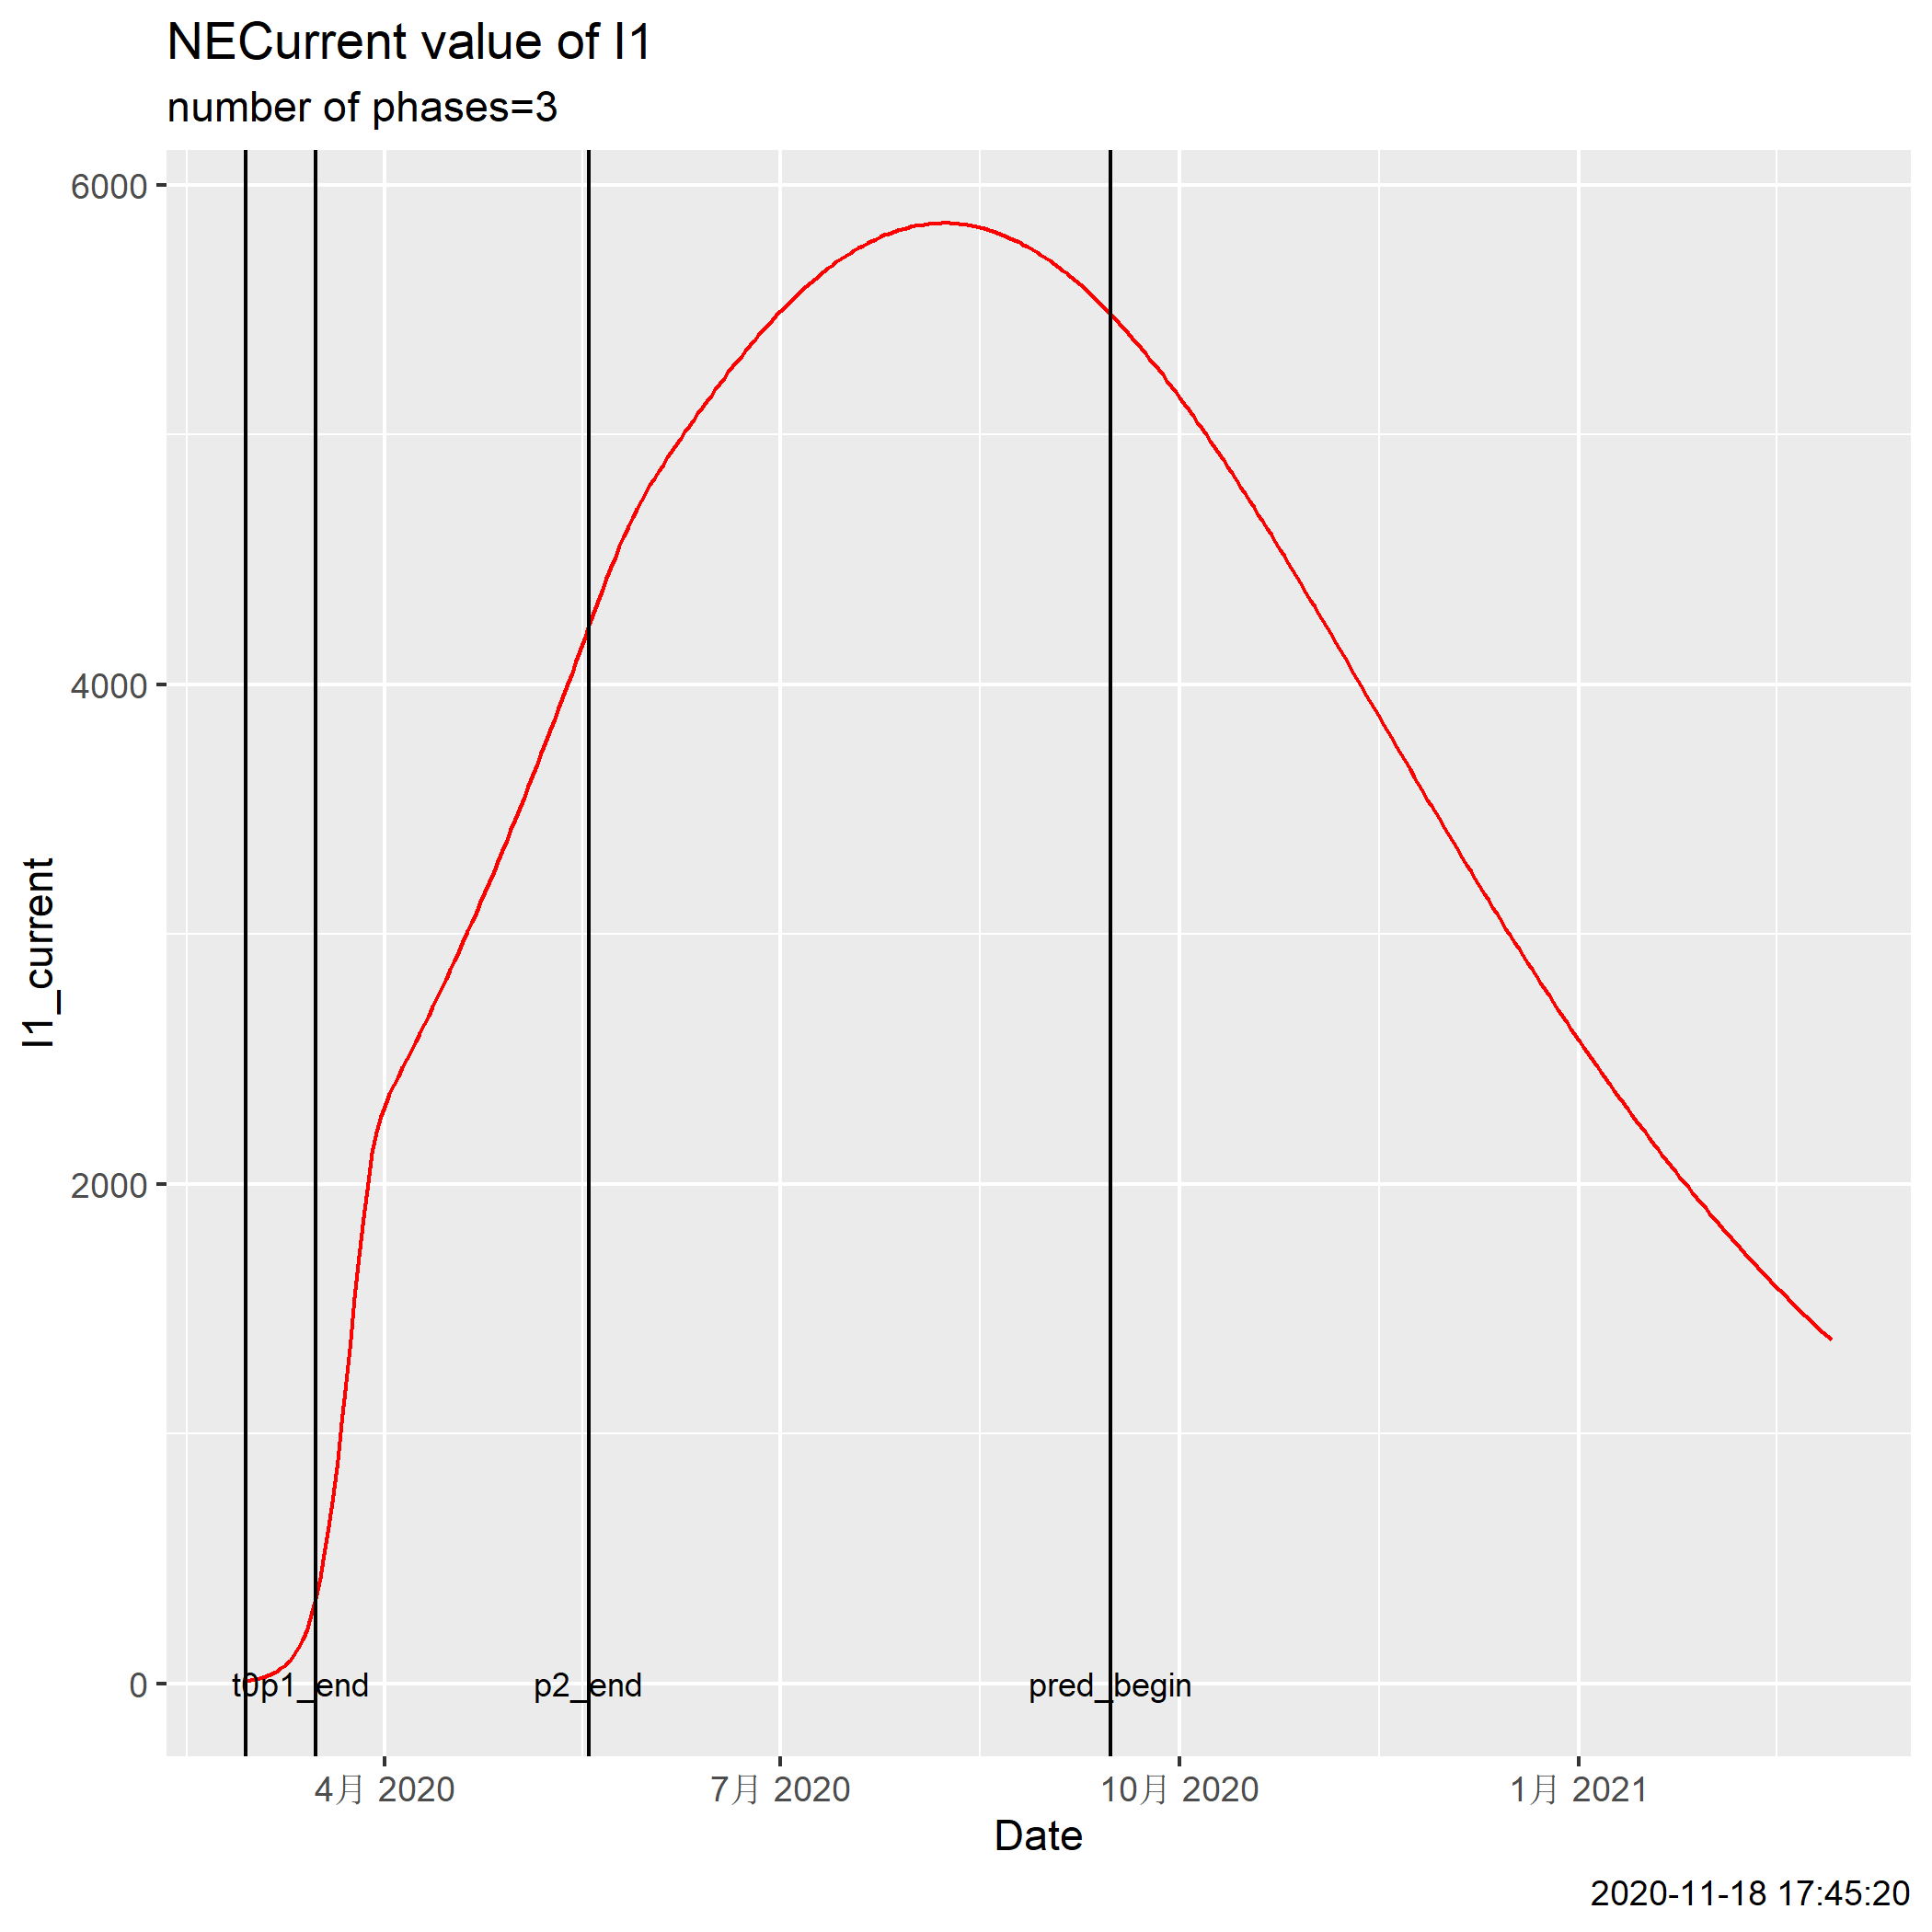 NECurrent value of I1
number of phases=3
6000
4000
2000
0
I1_current
t0p1_end
p2_end
pred_begin
4月 2020
7月 2020
10月 2020
1月 2021
Date
2020-11-18 17:45:20